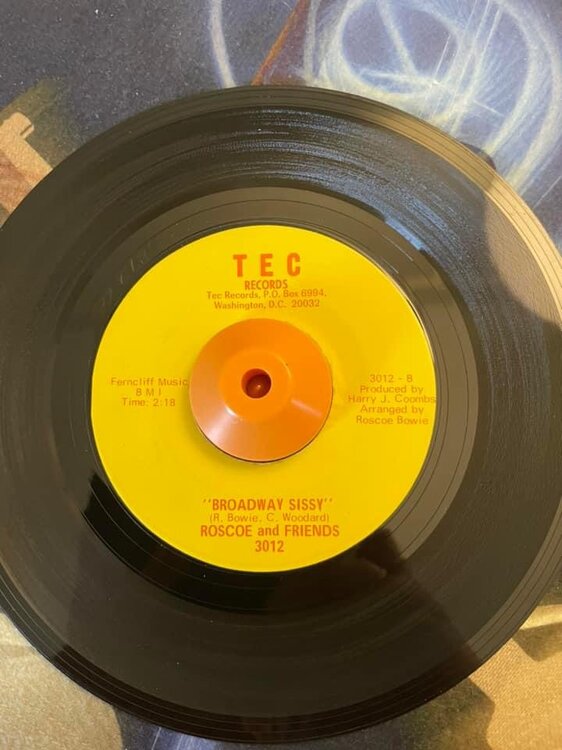 T E C
RECORDS
Tec Records, P.O. Box 6994,
Washington, D.C. 20032
Ferncliff Music
B M I
Time: 2:18
3012 - B
Produced by
Harry J. Coombs
Arranged by
Roscoe Bowie
"BROADWAY SISSY"
(R. Bowie, C. Woodard)
ROSCOE and FRIENDS
3012